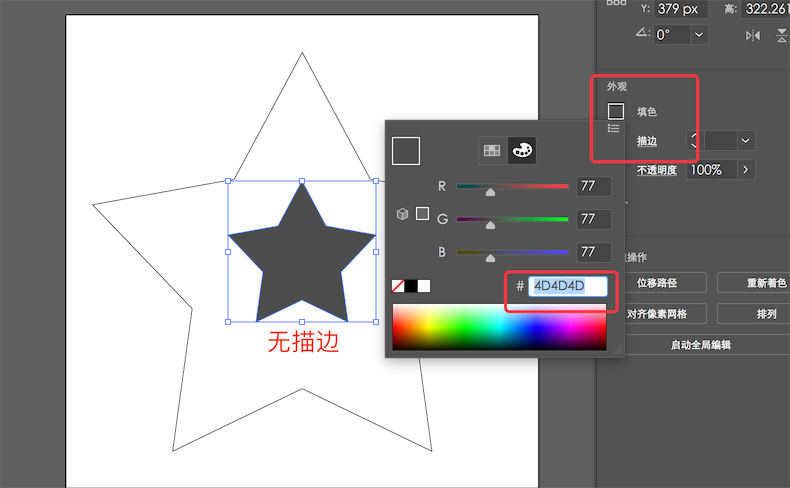 Y: 379 px 高: 322.261
0°
外观
填色
描边
不透明度 100%
R 77
G 77
B 77
# 4D4D4D
操作
位移路径 重新着色
对齐像素网格 排列
启动全局编辑
无描边